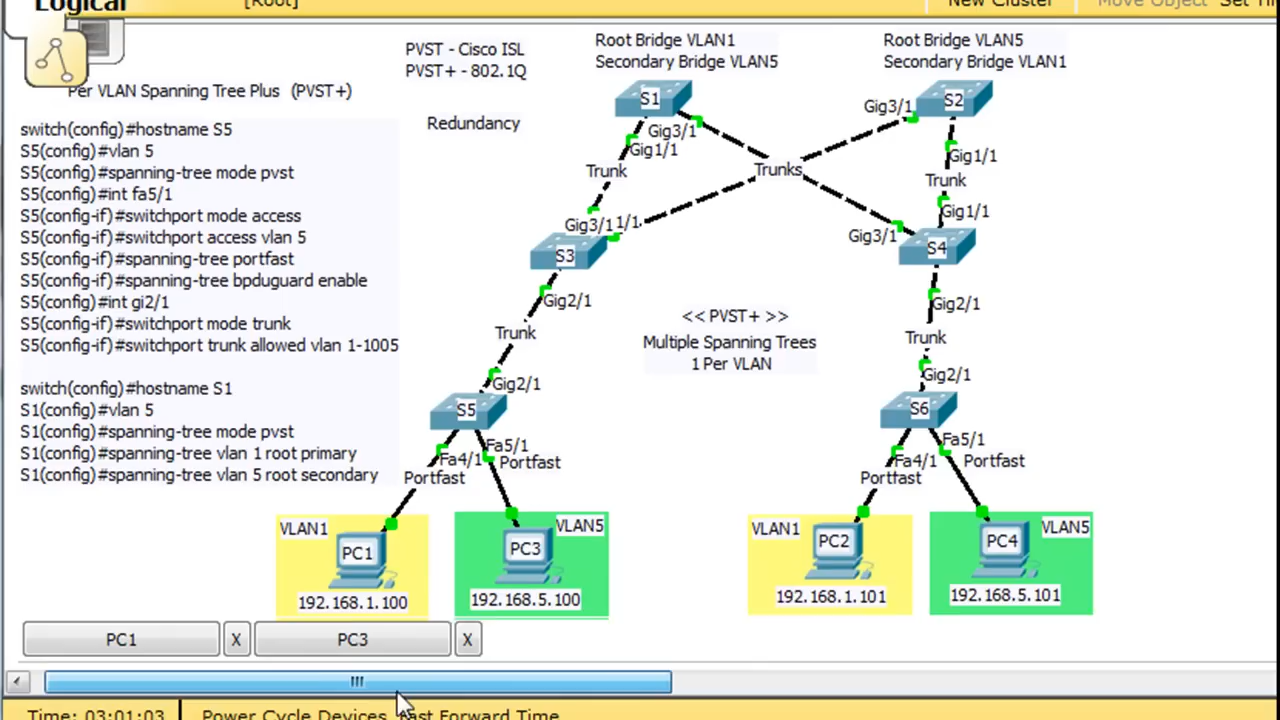 Logical
[Root]
New Cluster
Move Object
Set
Per VLAN Spanning Tree Plus (PVST+)
switch(config)#hostname S5
S5(config)#vlan 5
S5(config)#spanning-tree mode pvst
S5(config)#int fa5/1
S5(config-if)#switchport mode access
S5(config-if)#switchport access vlan 5
S5(config-if)#spanning-tree portfast
S5(config-if)#spanning-tree bpduguard enable
S5(config)#int gi2/1
S5(config-if)#switchport mode trunk
S5(config-if)#switchport trunk allowed vlan 1-1005
switch(config)#hostname S1
S1(config)#vlan 5
S1(config)#spanning-tree mode pvst
S1(config)#spanning-tree vlan 1 root primary
S1(config)#spanning-tree vlan 5 root secondary
PVST - Cisco ISL
PVST+ - 802.1Q
Redundancy
Root Bridge VLAN1
Secondary Bridge VLAN5
S1
Gig3/1
Gig1/1
Trunk
Root Bridge VLAN5
Secondary Bridge VLAN1
S2
Gig3/1
Gig1/1
Trunk
Trunks
Gig3/1
1/1
S3
Gig2/1
Gig1/1
Gig3/1
S4
Gig2/1
Trunk
Gig2/1
S5
<< PVST+ >>
Multiple Spanning Trees
1 Per VLAN
Trunk
Gig2/1
S6
Fa4/1
Fa5/1
Portfast
Portfast
Fa4/1
Fa5/1
Portfast
Portfast
VLAN1
PC1
192.168.1.100
VLAN5
PC3
192.168.5.100
VLAN1
PC2
192.168.1.101
VLAN5
PC4
192.168.5.101
PC1
X
PC3
X
Time: 03:01:03
Power Cycle Devices
Fast Forward Time